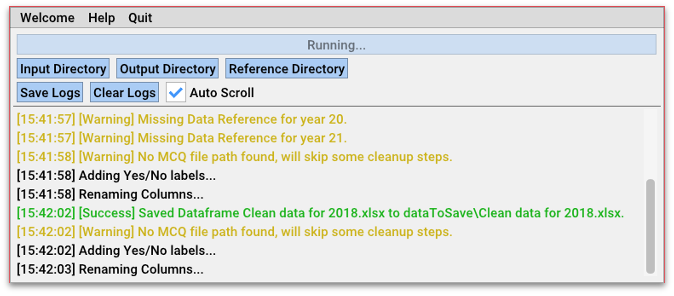 Welcome Help Quit
Running...
Input Directory Output Directory Reference Directory
Save Logs Clear Logs Auto Scroll
[15:41:57] [Warning] Missing Data Reference for year 20.
[15:41:57] [Warning] Missing Data Reference for year 21.
[15:41:58] [Warning] No MCQ file path found, will skip some cleanup steps.
[15:41:58] Adding Yes/No labels...
[15:41:58] Renaming Columns...
[15:42:02] [Success] Saved Dataframe Clean data for 2018.xlsx to dataToSave\Clean data for 2018.xlsx.
[15:42:02] [Warning] No MCQ file path found, will skip some cleanup steps.
[15:42:02] Adding Yes/No labels...
[15:42:03] Renaming Columns...